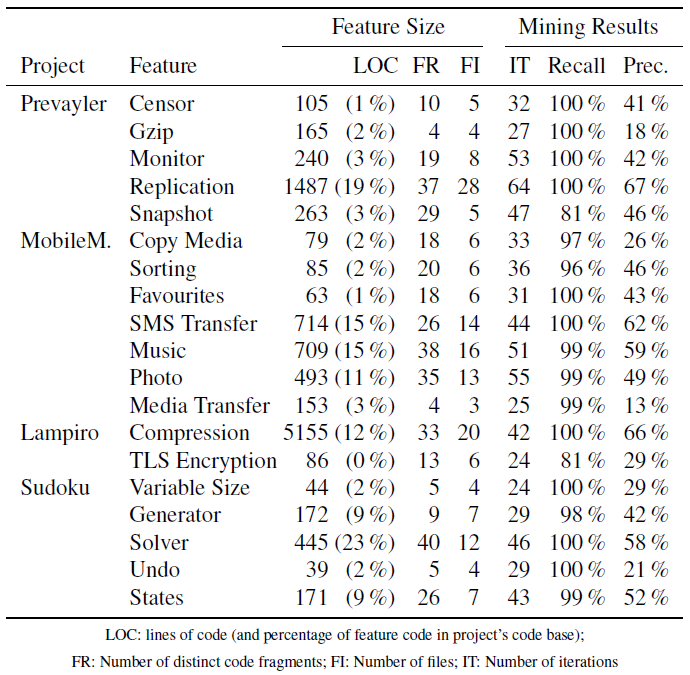 Feature Size Mining Results
Project Feature LOC FR FI IT Recall Prec.
Prevayler Censor 105 (1 %) 10 5 32 100 % 41 %
Gzip 165 (2 %) 4 4 27 100 % 18 %
Monitor 240 (3 %) 19 8 53 100 % 42 %
Replication 1487 (19 %) 37 28 64 100 % 67 %
Snapshot 263 (3 %) 29 5 47 81 % 46 %
MobileM. Copy Media 79 (2 %) 18 6 33 97 % 26 %
Sorting 85 (2 %) 20 6 36 96 % 46 %
Favourites 63 (1 %) 18 6 31 100 % 43 %
SMS Transfer 714 (15 %) 26 14 44 100 % 62 %
Music 709 (15 %) 38 16 51 99 % 59 %
Photo 493 (11 %) 35 13 55 99 % 49 %
Media Transfer 153 (3 %) 4 3 25 99 % 13 %
Lampiro Compression 5155 (12 %) 33 20 42 100 % 66 %
TLS Encryption 86 (0 %) 13 6 24 81 % 29 %
Sudoku Variable Size 44 (2 %) 5 4 24 100 % 29 %
Generator 172 (9 %) 9 7 29 98 % 42 %
Solver 445 (23 %) 40 12 46 100 % 58 %
Undo 39 (2 %) 5 4 29 100 % 21 %
States 171 (9 %) 26 7 43 99 % 52 %
LOC: lines of code (and percentage of feature code in project's code base);
FR: Number of distinct code fragments; FI: Number of files; IT: Number of iterations